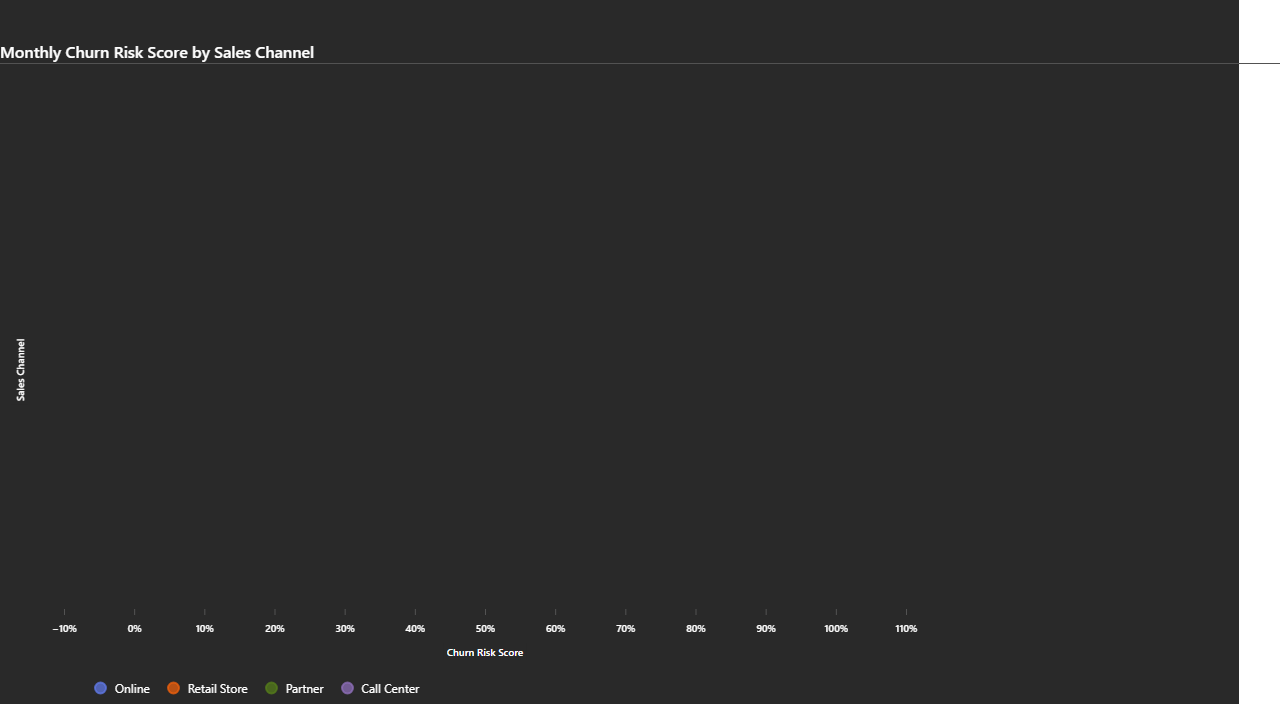 Monthly Churn Risk Score by Sales Channel
Sales Channel
−10% 0% 10% 20% 30% 40% 50% 60% 70% 80% 90% 100% 110%
Churn Risk Score
Online Retail Store Partner Call Center